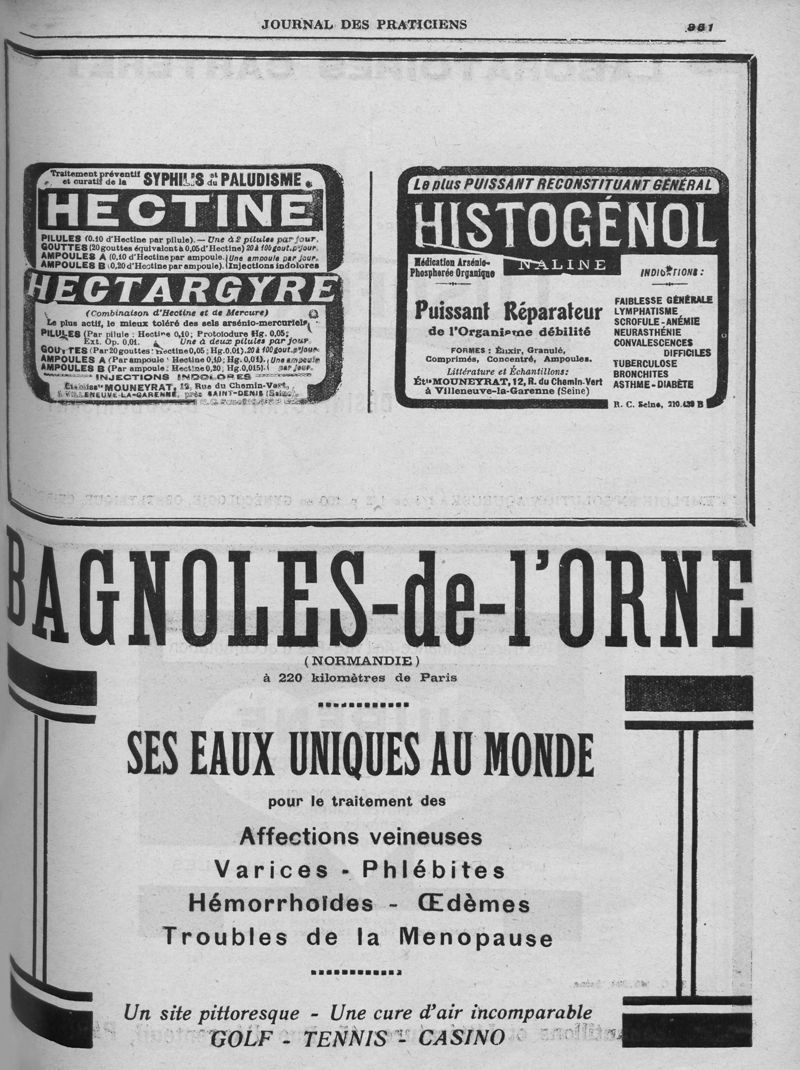 JOURNAL DES PRATICIENS
Traitement préventif
et curatif de la SYPHILIS et du PALUDISME
HECTINE
PILULES (0.10 d'Hectine par pilule). — Une à 2 pilules par jour.
GOUTTES (20 gouttes équivalent à 0,05 d'Hectine) 20 à 100 gout. p. jour.
AMPOULES A (0,10 d'Hectine par ampoule). Une ampoule par jour.
AMPOULES B (0,20 d'Hectine par ampoule). Injections indolores
HECTARGYRE
(Combinaison d'Hectine et de Mercure)
Le plus actif, le mieux toléré des sels arsénio-mercuriels
PILULES (Par pilule : Hectine 0,10; Protoiodure Hg. 0,05;
Ext. Op. 0,01. Une à deux pilules par jour.
GOUTTES (Par 20 gouttes : Hectine 0,05; Hg. 0,01). 20 à 100 gout. p. jour
AMPOULES A (Par ampoule : Hectine 0,10; Hg. 0,01). Une ampoule
AMPOULES B (Par ampoule : Hectine 0,20; Hg. 0,015). par jour.
INJECTIONS INDOLORES
MOUNEYRAT, 12, Rue du Chemin-Vert,
à VILLENEUVE-LA-GARENNE, près SAINT-DENIS (Seine).
Le plus PUISSANT RECONSTITUANT GÉNÉRAL
HISTOGÉNOL
NALINE
Médication Arsénio-
Phosphorée Organique
Puissant Réparateur
de l'Organisme débilité
FORMES : Élixir, Granulé,
Comprimés, Concentré, Ampoules.
Littérature et Échantillons:
Éts MOUNEYRAT, 12, R. du Chemin-Vert
à Villeneuve-la-Garenne (Seine)
INDICATIONS :
FAIBLESSE GÉNÉRALE
LYMPHATISME
SCROFULE - ANÉMIE
NEURASTHÉNIE
CONVALESCENCES
DIFFICILES
TUBERCULOSE
BRONCHITES
ASTHME - DIABÈTE
R. C. Seine, 210.439 B
BAGNOLES-de-l'ORNE
(NORMANDIE)
à 220 kilomètres de Paris
SES EAUX UNIQUES AU MONDE
pour le traitement des
Affections veineuses
Varices - Phlébites
Hémorrhoïdes - Œdèmes
Troubles de la Menopause
Un site pittoresque - Une cure d'air incomparable
GOLF - TENNIS - CASINO